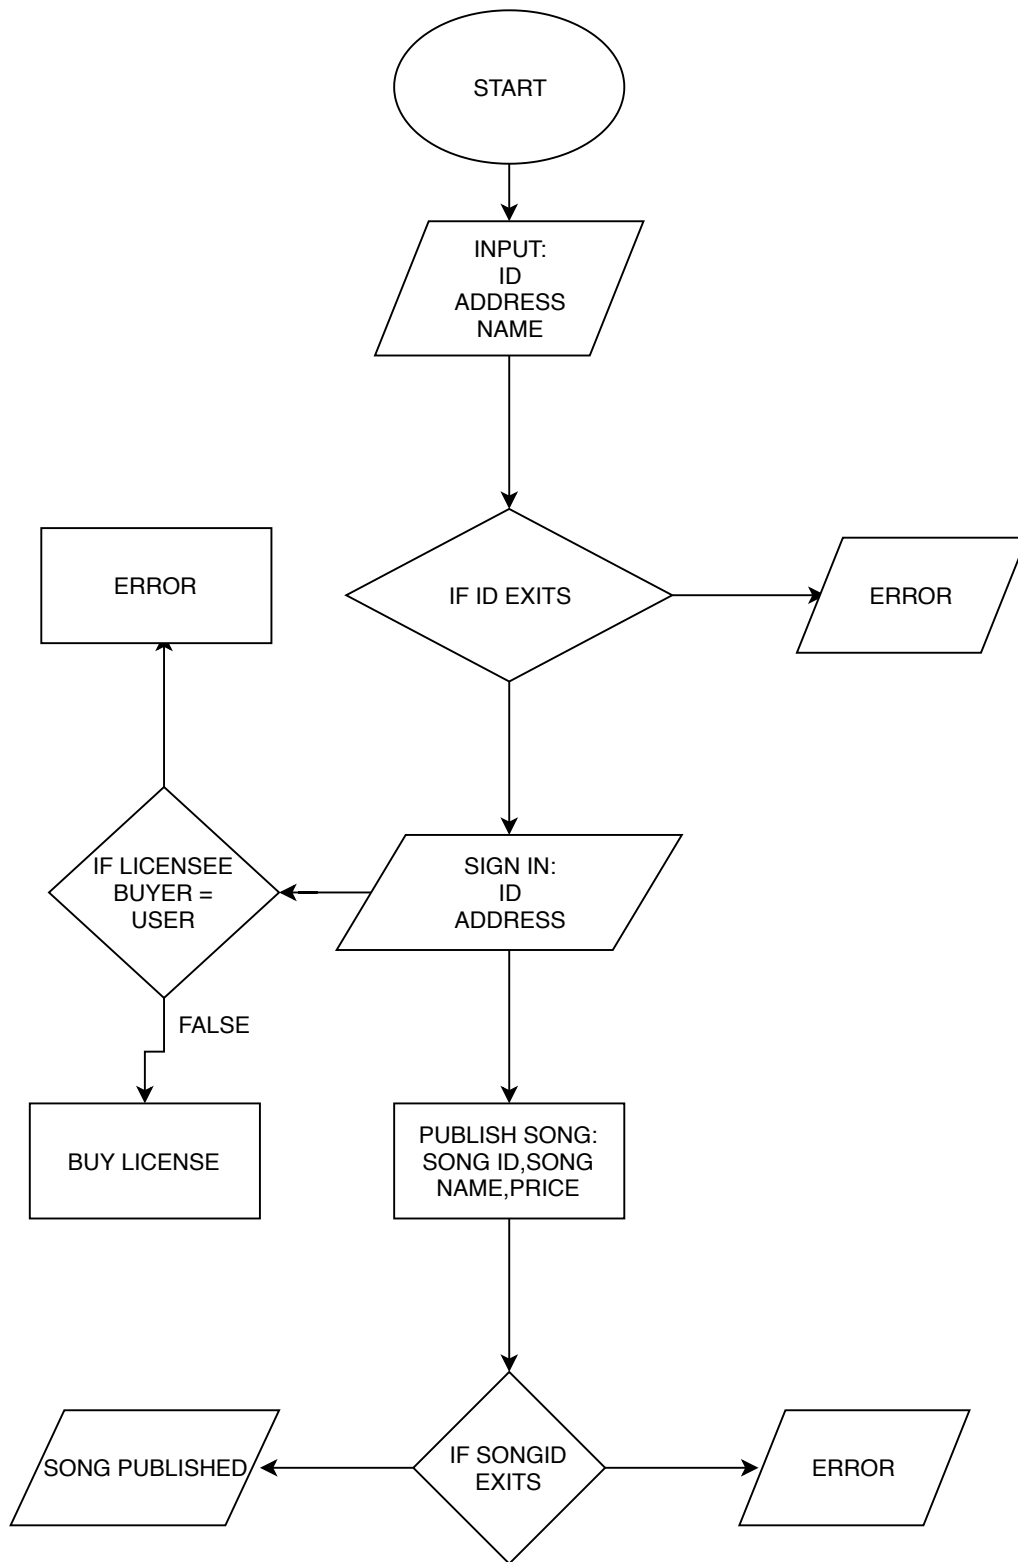 START
INPUT:
ID
ADDRESS
NAME
ERROR
IF ID EXITS
ERROR
IF LICENSEE
BUYER =
USER
SIGN IN:
ID
ADDRESS
FALSE
BUY LICENSE
PUBLISH SONG:
SONG ID,SONG
NAME,PRICE
SONG PUBLISHED
IF SONGID
EXITS
ERROR